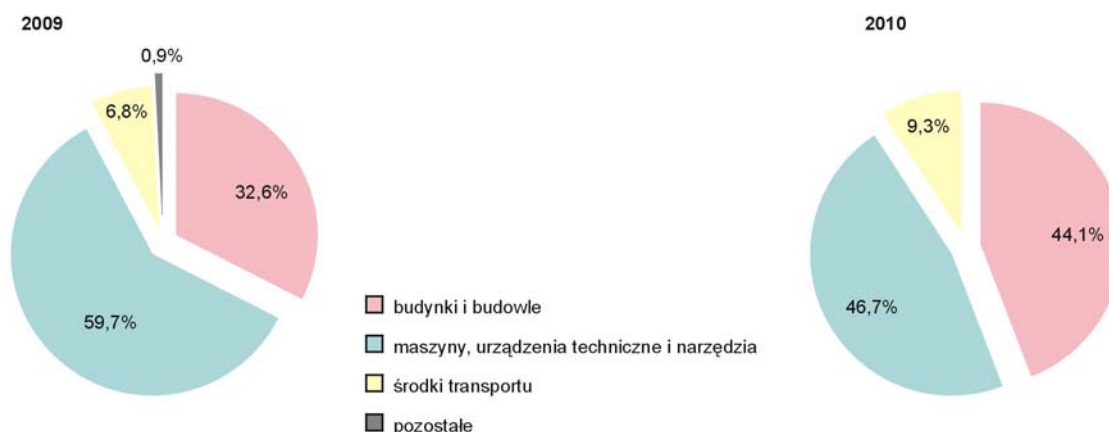 2009
0,9%
6,8%
32,6%
59,7%
budynki i budowle
maszyny, urządzenia techniczne i narzędzia
środki transportu
pozostałe
2010
9,3%
44,1%
46,7%